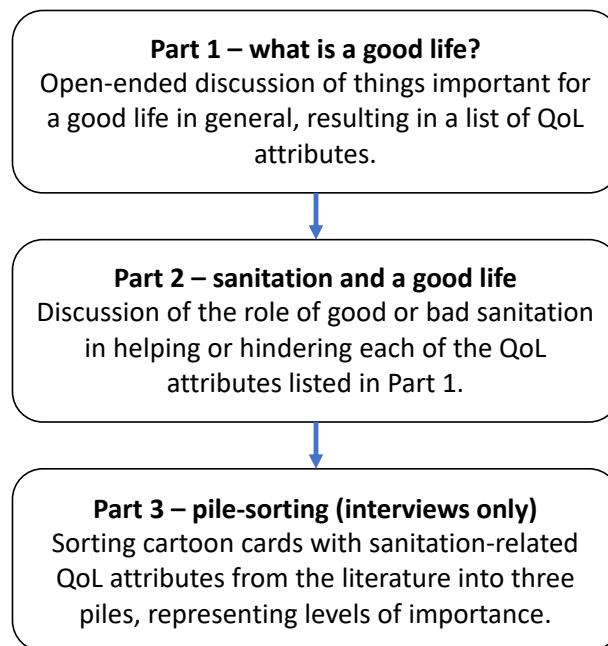 Part 1 – what is a good life?
Open-ended discussion of things important for
a good life in general, resulting in a list of QoL
attributes.
Part 2 – sanitation and a good life
Discussion of the role of good or bad sanitation
in helping or hindering each of the QoL
attributes listed in Part 1.
Part 3 – pile-sorting (interviews only)
Sorting cartoon cards with sanitation-related
QoL attributes from the literature into three
piles, representing levels of importance.